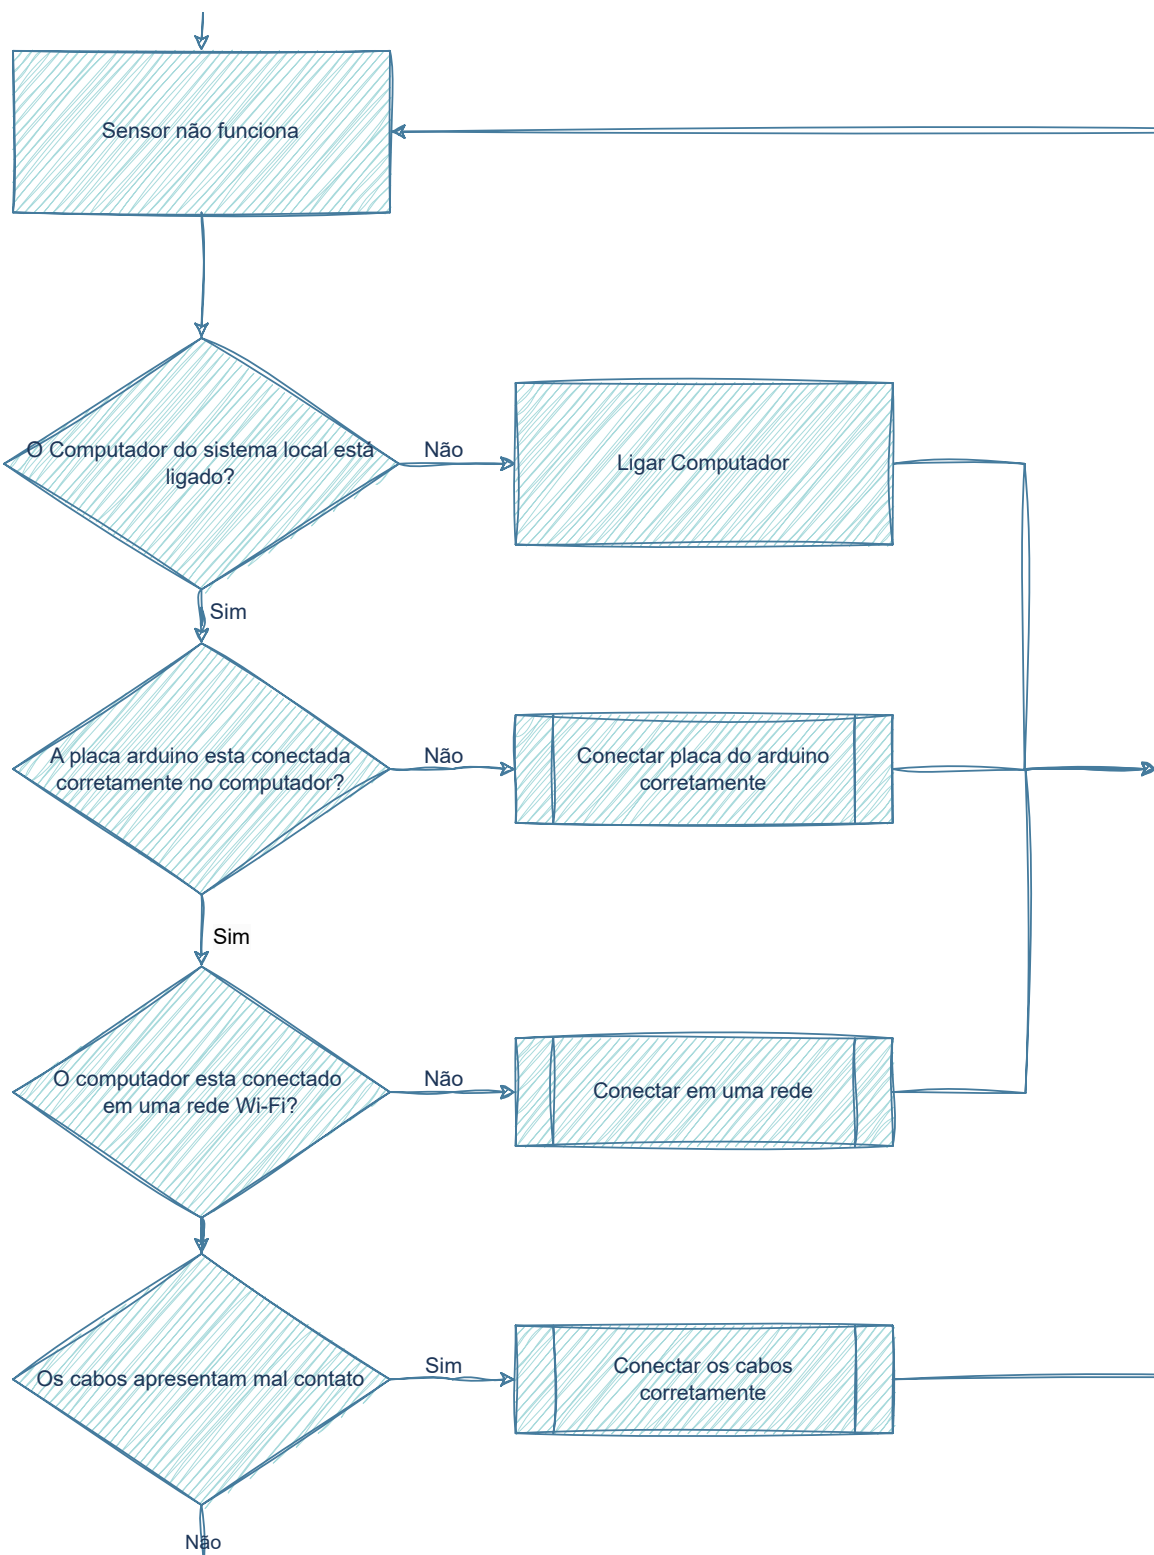 Sensor não funciona
O Computador do sistema local está
ligado?
Não
Ligar Computador
Sim
A placa arduino esta conectada
corretamente no computador?
Não
Conectar placa do arduino
corretamente
Sim
O computador esta conectado
em uma rede Wi-Fi?
Não
Conectar em uma rede
Os cabos apresentam mal contato
Sim
Conectar os cabos
corretamente
Não